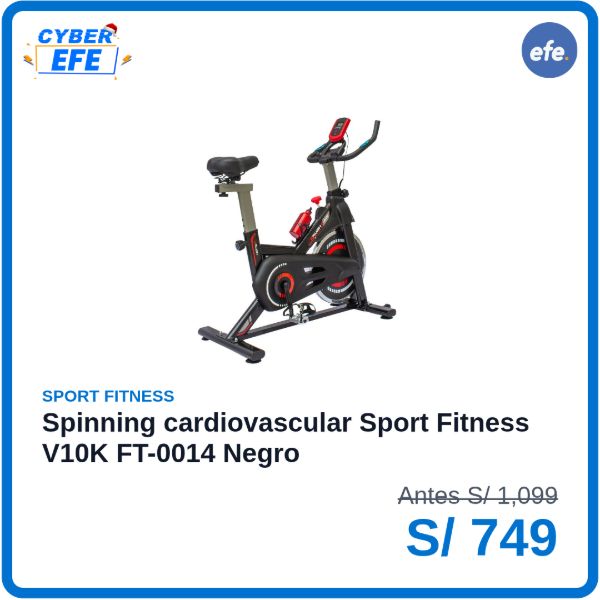 CYBER
EFE
efe.
SPORT FITNESS
Spinning cardiovascular Sport Fitness
V10K FT-0014 Negro
Antes S/ 1,099
S/ 749